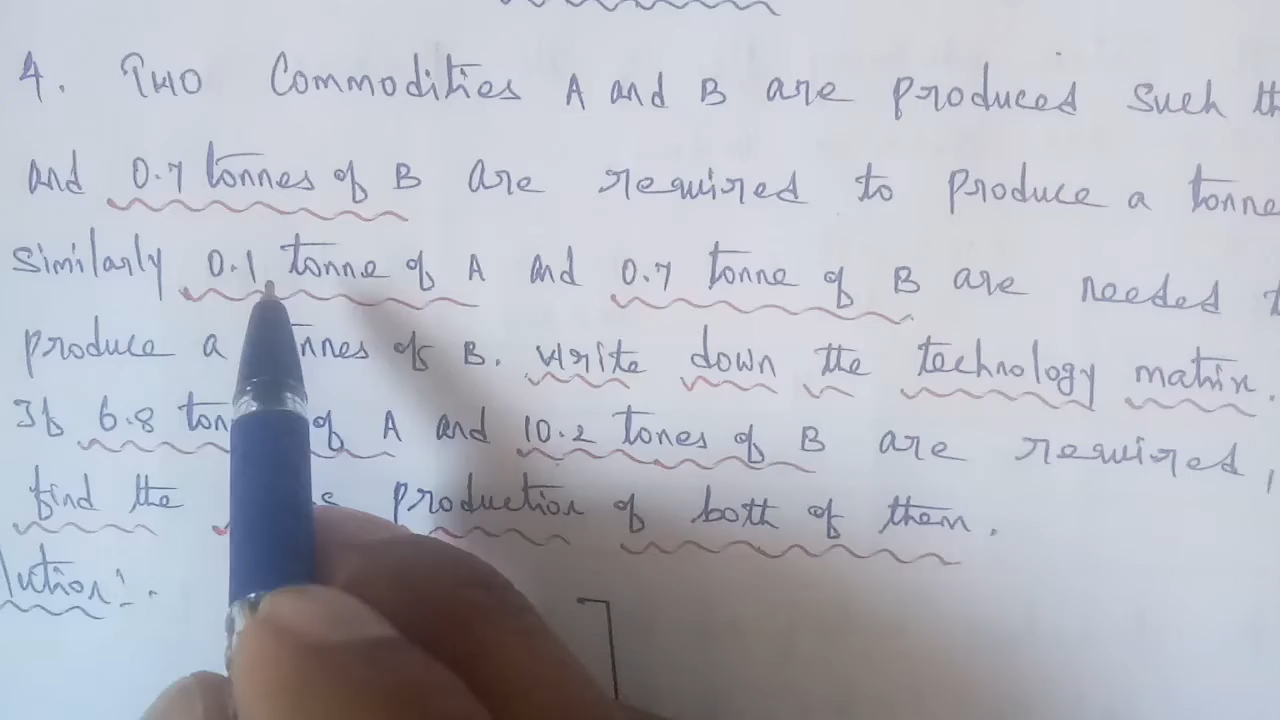 4. Two Commodities A and B are produced such th
and 0.7 tonnes of B are required to produce a tonne
Similarly 0.1 tonne of A and 0.7 tonne of B are needed t
produce a nnes of B. Write down the technology matrix.
If 6.8 ton of A and 10.2 tones of B are required,
find the production of both of them.
lution:-